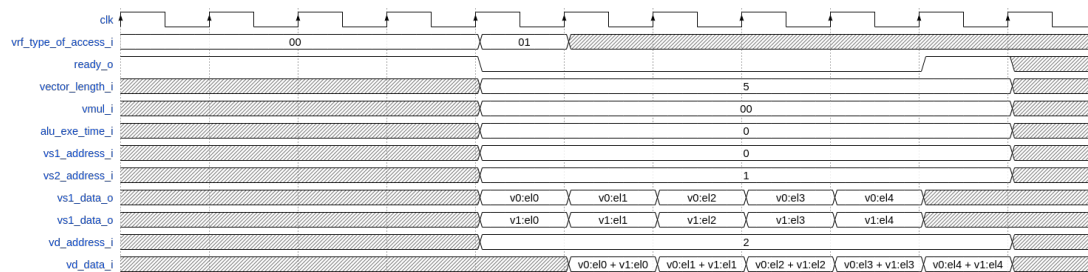 clk
vrf_type_of_access_i 00 01
ready_o
vector_length_i 5
vmul_i 00
alu_exe_time_i 0
vs1_address_i 0
vs2_address_i 1
vs1_data_o v0:el0 v0:el1 v0:el2 v0:el3 v0:el4
vs1_data_o v1:el0 v1:el1 v1:el2 v1:el3 v1:el4
vd_address_i 2
vd_data_i v0:el0 + v1:el0 v0:el1 + v1:el1 v0:el2 + v1:el2 v0:el3 + v1:el3 v0:el4 + v1:el4